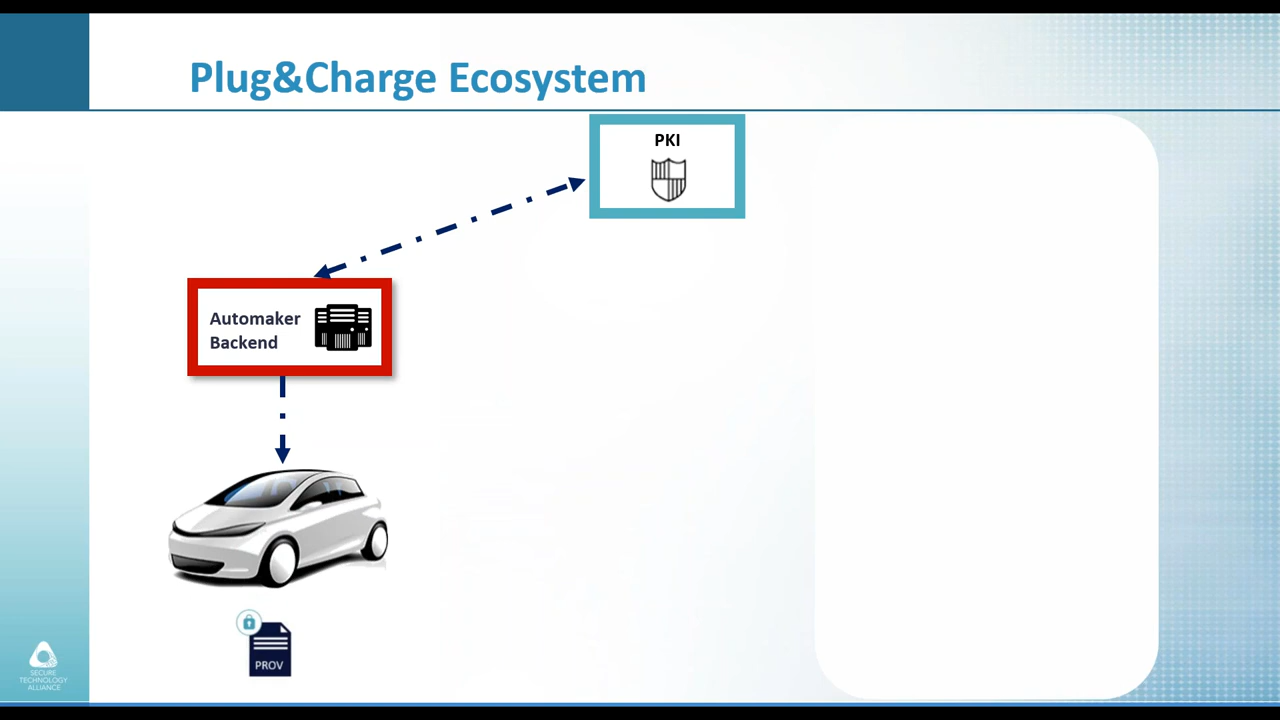 Plug&Charge Ecosystem
PKI
Automaker
Backend
PROV
SECURE
TECHNOLOGY
ALLIANCE